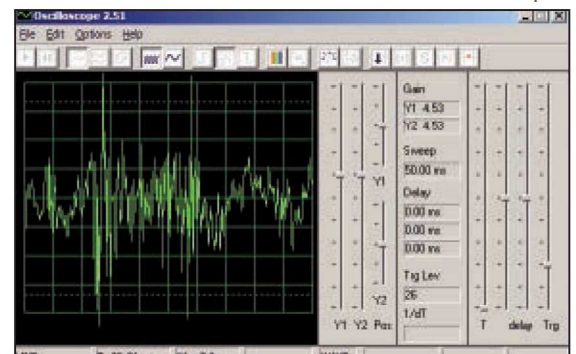 Oscilloscope 2.51
File Edit Options Help
Gain
Y1 4.53
Y2 4.53
Sweep
50.00 ms
Y1
Delay
0.00 ms
0.00 ms
0.00 ms
Trg Lev
Y2
26
1/dT
Y1 Y2 Pos
T delay Trg